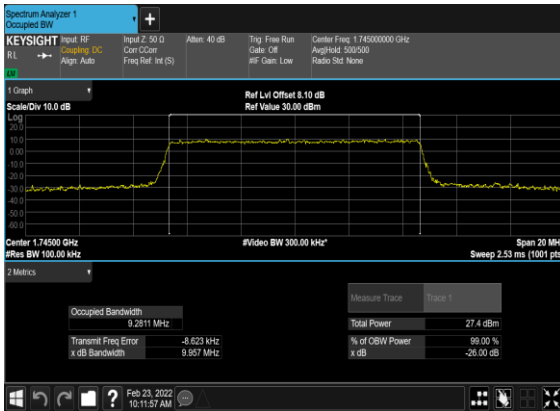 Spectrum Analyzer 1
Occupied BW
KEYSIGHT
RL
Input: RF
Coupling: DC
Align: Auto
Input Z: 50 Ω
Corr CCorr
Freq Ref: Int (S)
Atten: 40 dB
Trig: Free Run
Gate: Off
#IF Gain: Low
Center Freq: 1.745000000 GHz
Avg|Hold: 500/500
Radio Std: None
1 Graph
Scale/Div 10.0 dB
Ref Lvl Offset 8.10 dB
Ref Value 30.00 dBm
Log
20.0
10.0
0.00
-10.0
-20.0
-30.0
-40.0
-50.0
-60.0
Center 1.74500 GHz
#Res BW 100.00 kHz
#Video BW 300.00 kHz*
Span 20 MH
Sweep 2.53 ms (1001 pts
2 Metrics
Measure Trace
Trace 1
Occupied Bandwidth
9.2811 MHz
Total Power
27.4 dBm
Transmit Freq Error
-8.623 kHz
% of OBW Power
99.00 %
x dB Bandwidth
9.957 MHz
x dB
-26.00 dB
?
Feb 23, 2022
10:11:57 AM